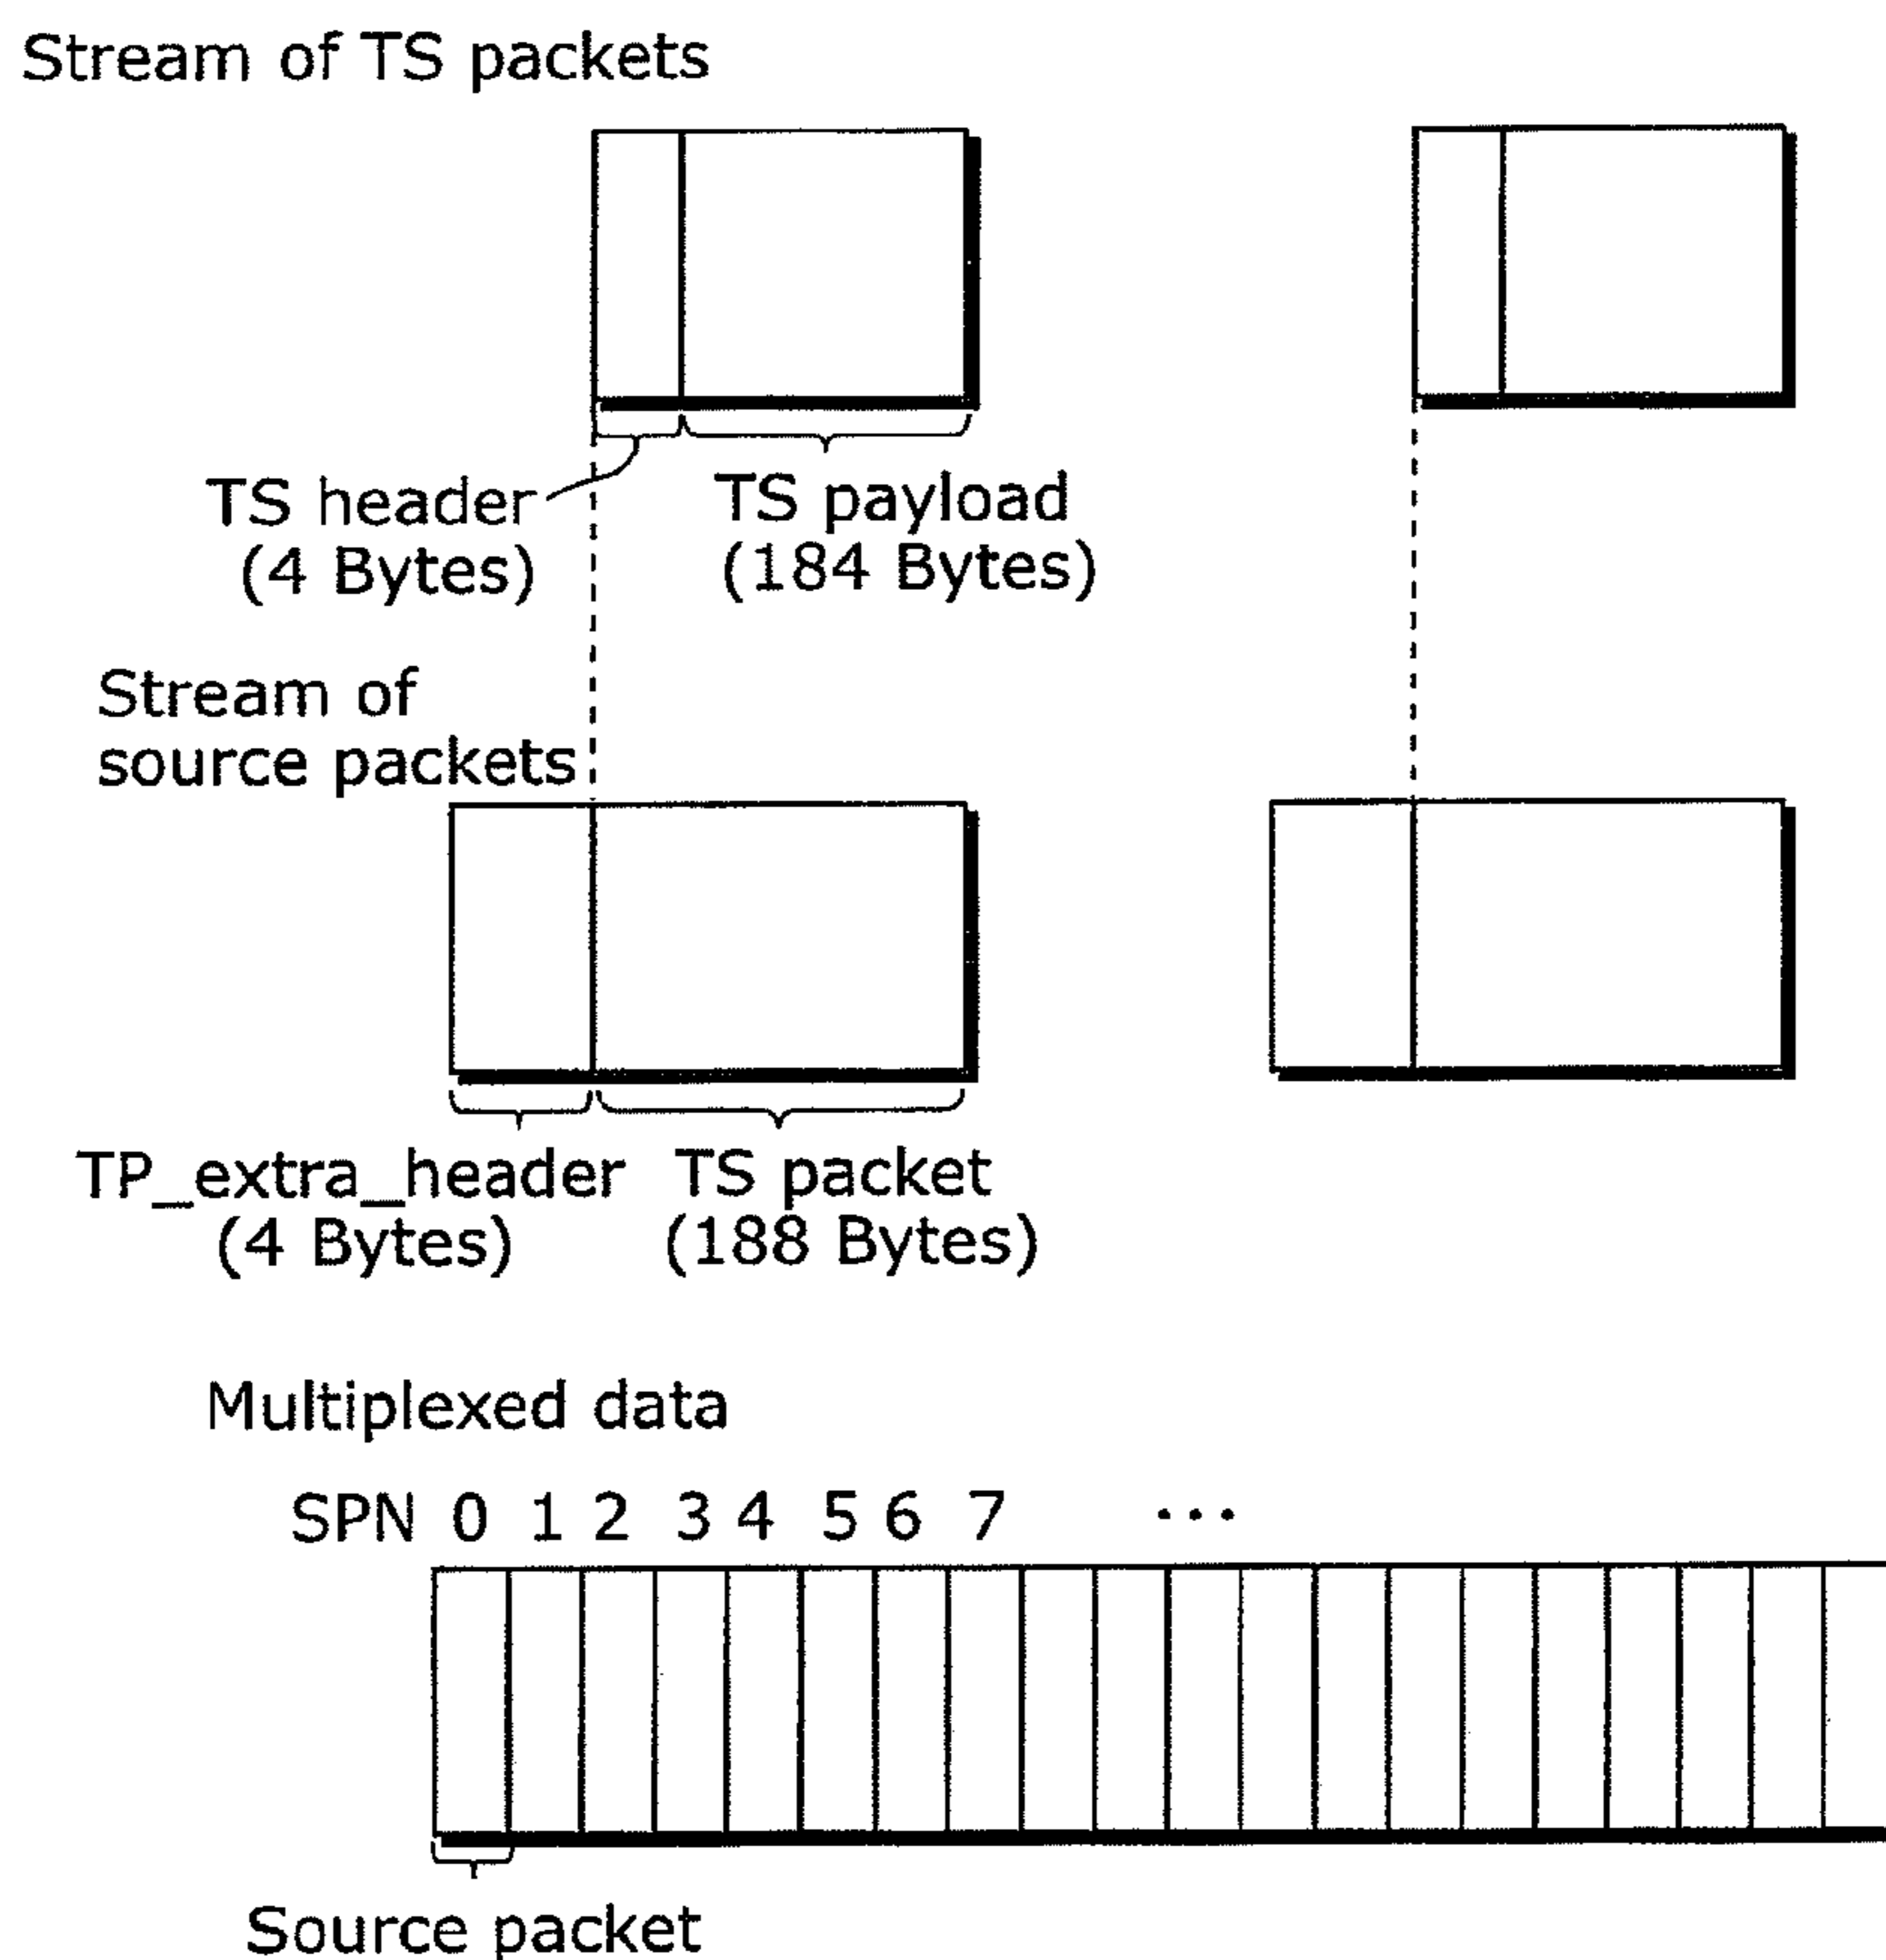 Stream of TS packets
TS header
(4 Bytes)
TS payload
(184 Bytes)
Stream of
source packets
TP_extra_header
(4 Bytes)
TS packet
(188 Bytes)
Multiplexed data
SPN 0 1 2 3 4 5 6 7 ...
Source packet